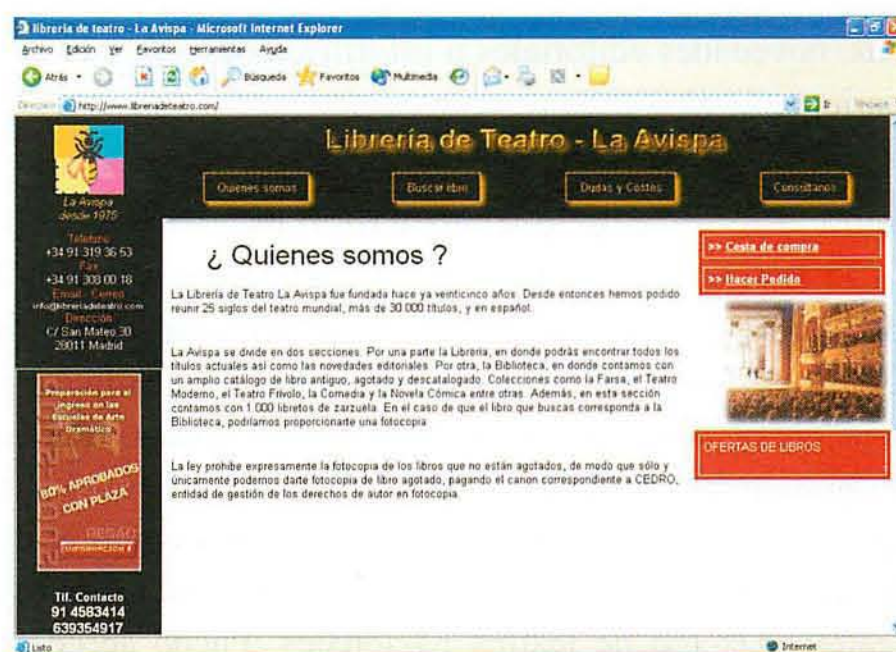 librería de teatro - La Avispa - Microsoft Internet Explorer
Archivo Edición Ver Favoritos Herramientas Ayuda
Atrás Búsqueda Favoritos Multimedia
http://www.libreriadeteatro.com/ Ir
Librería de Teatro - La Avispa
Quienes somos Buscar libro Dudas y Costes Consúltanos
La Avispa
desde 1975
Teléfono
+34 91 319 36 53
Fax
+34 91 308 00 18
Email - Correo
info@libreriadeteatro.com
Dirección
C/ San Mateo 30
28011 Madrid
Preparación para el
ingreso en las
Escuelas de Arte
Dramático
80% APROBADOS
CON PLAZA
Tlf. Contacto
91 4583414
639354917
¿ Quienes somos ?
La Librería de Teatro La Avispa fue fundada hace ya veinticinco años. Desde entonces hemos podido
reunir 25 siglos del teatro mundial, más de 30.000 títulos, y en español.
La Avispa se divide en dos secciones. Por una parte la Librería, en donde podrás encontrar todos los
títulos actuales así como las novedades editoriales. Por otra, la Biblioteca, en donde contamos con
un amplio catálogo de libro antiguo, agotado y descatalogado. Colecciones como la Farsa, el Teatro
Moderno, el Teatro Frívolo, la Comedia y la Novela Cómica entre otras. Además, en esta sección
contamos con 1.000 libretos de zarzuela. En el caso de que el libro que buscas corresponda a la
Biblioteca, podríamos proporcionarte una fotocopia
La ley prohibe expresamente la fotocopia de los libros que no están agotados, de modo que sólo y
únicamente podemos darte fotocopia de libro agotado, pagando el canon correspondiente a CEDRO,
entidad de gestión de los derechos de autor en fotocopia.
>> Cesta de compra
>> Hacer Pedido
OFERTAS DE LIBROS
Listo Internet